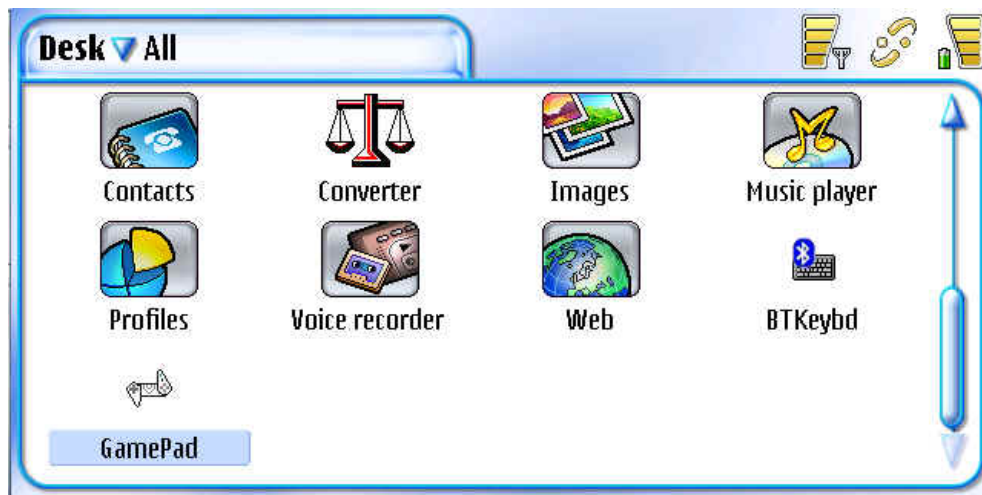 Desk All
Contacts Converter Images Music player
Profiles Voice recorder Web BTKeybd
GamePad